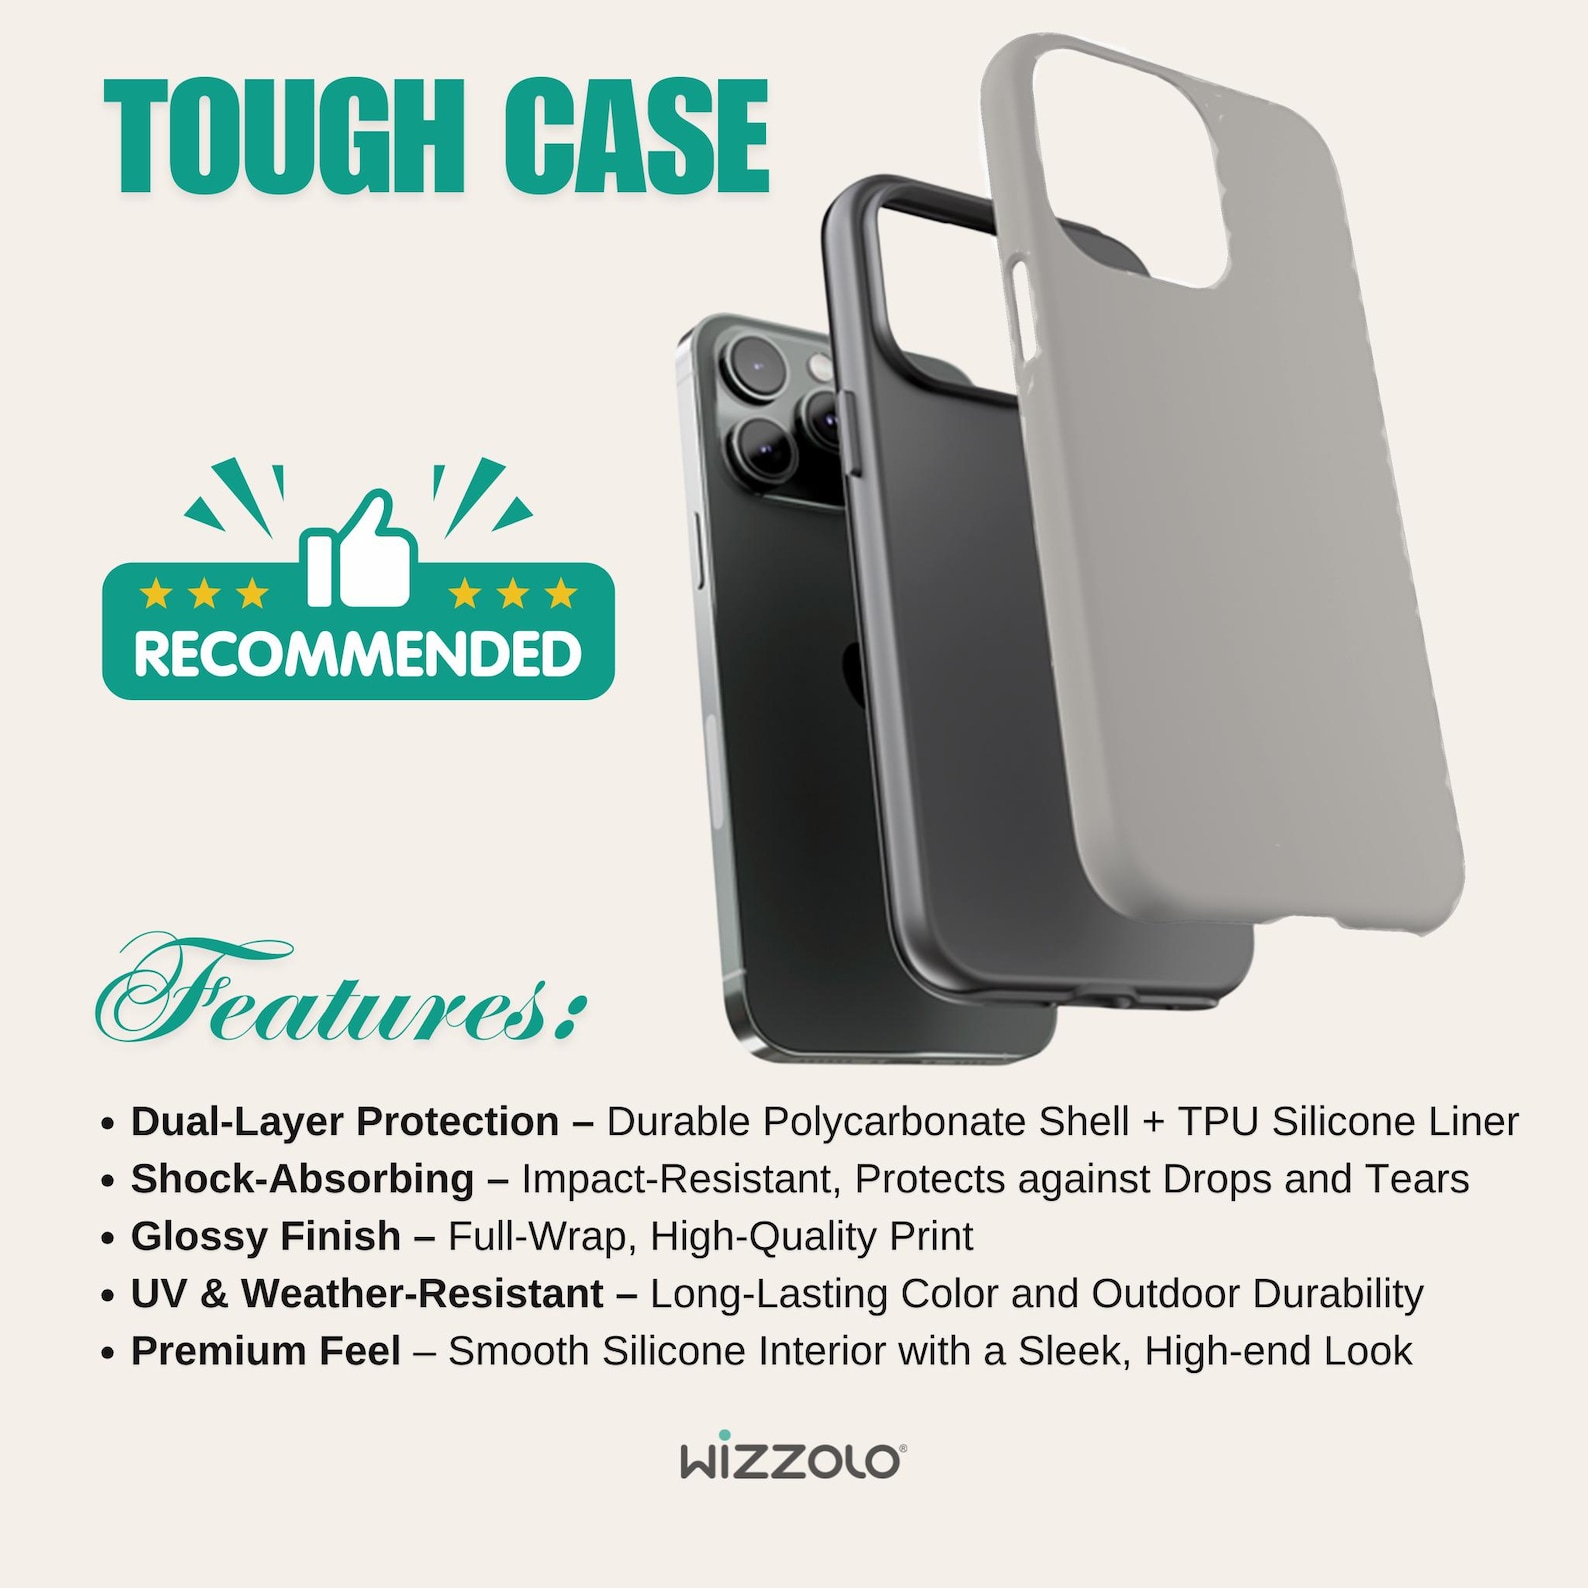 TOUGH CASE
RECOMMENDED
Features:
• Dual-Layer Protection – Durable Polycarbonate Shell + TPU Silicone Liner
• Shock-Absorbing – Impact-Resistant, Protects against Drops and Tears
• Glossy Finish – Full-Wrap, High-Quality Print
• UV & Weather-Resistant – Long-Lasting Color and Outdoor Durability
• Premium Feel – Smooth Silicone Interior with a Sleek, High-end Look
wizzolo®